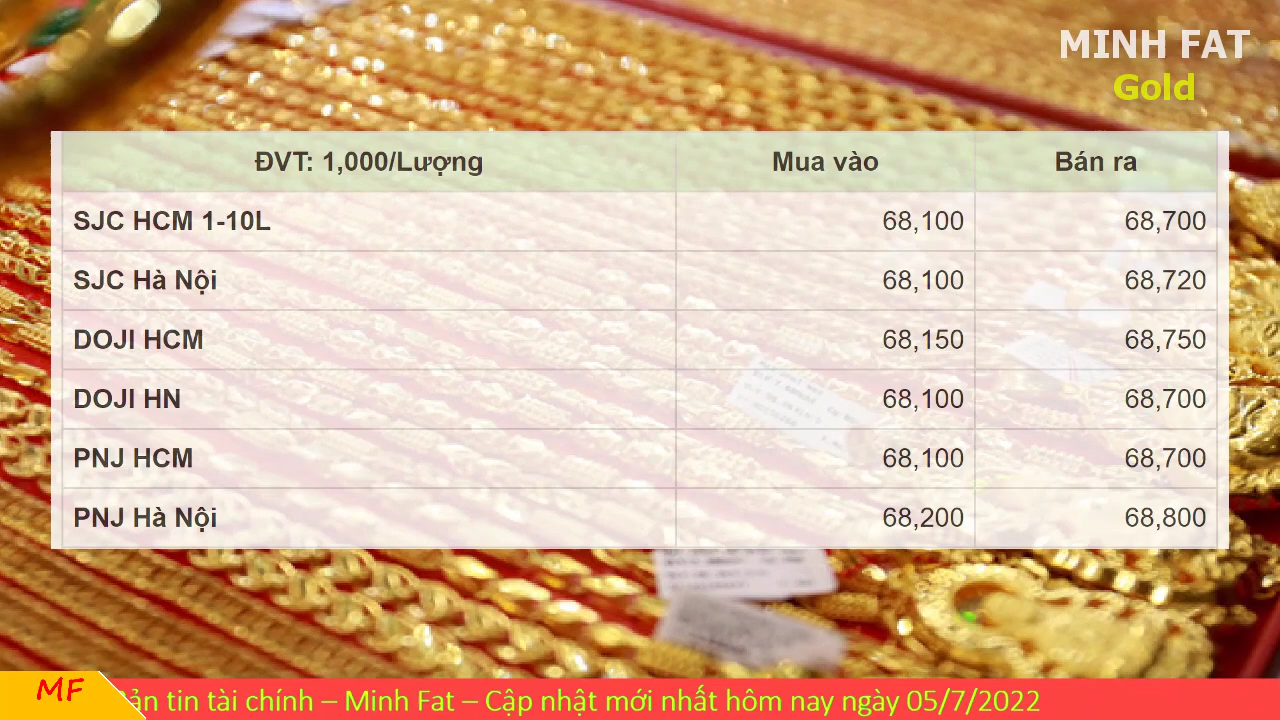 MINH FAT
Gold
ĐVT: 1,000/Lượng Mua vào Bán ra
SJC HCM 1-10L 68,100 68,700
SJC Hà Nội 68,100 68,720
DOJI HCM 68,150 68,750
DOJI HN 68,100 68,700
PNJ HCM 68,100 68,700
PNJ Hà Nội 68,200 68,800
MF
tin tài chính – Minh Fat – Cập nhật mới nhất hôm nay ngày 05/7/2022